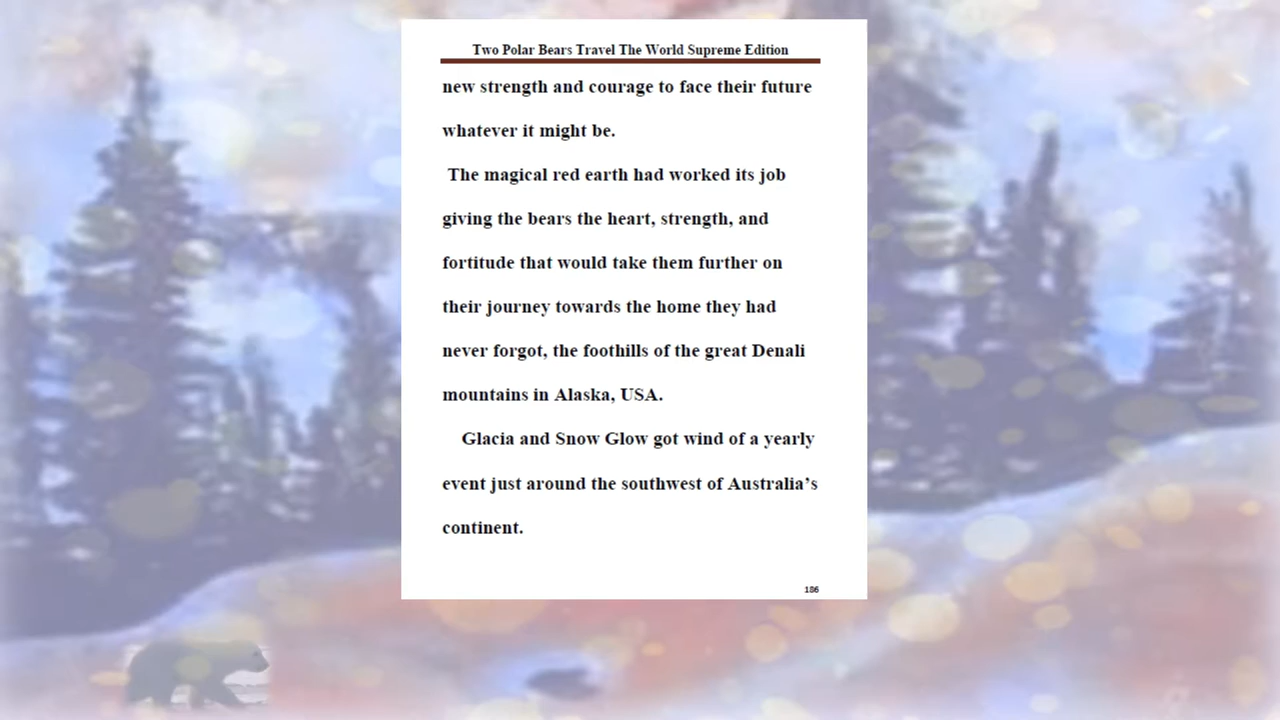 Two Polar Bears Travel The World Supreme Edition
new strength and courage to face their future
whatever it might be.
The magical red earth had worked its job
giving the bears the heart, strength, and
fortitude that would take them further on
their journey towards the home they had
never forgot, the foothills of the great Denali
mountains in Alaska, USA.
Glacia and Snow Glow got wind of a yearly
event just around the southwest of Australia’s
continent.
186